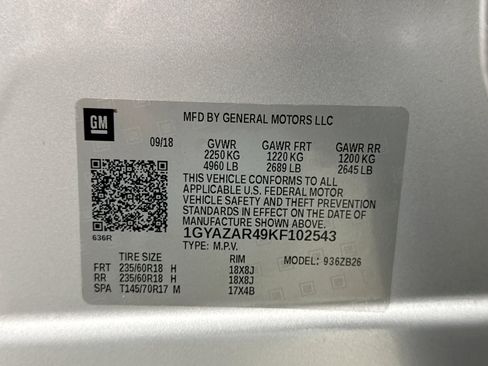 GM
MFD BY GENERAL MOTORS LLC
09/18 GVWR GAWR FRT GAWR RR
2250 KG 1220 KG 1200 KG
4960 LB 2689 LB 2645 LB
THIS VEHICLE CONFORMS TO ALL
APPLICABLE U.S. FEDERAL MOTOR
VEHICLE SAFETY AND THEFT PREVENTION
STANDARDS IN EFFECT ON THE DATE OF
MANUFACTURE SHOWN ABOVE.
1GYAZAR49KF102543
636R
TYPE: M.P.V.
TIRE SIZE RIM MODEL: 936ZB26
FRT 235/60R18 H 18X8J
RR 235/60R18 H 18X8J
SPA T145/70R17 M 17X4B